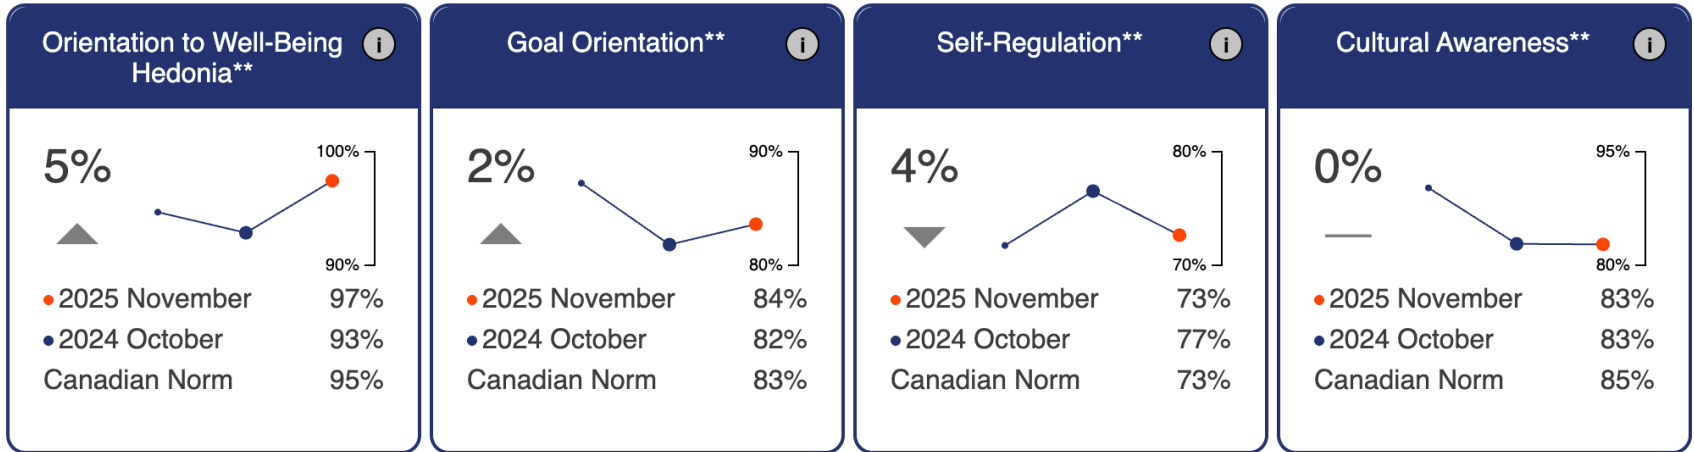 Orientation to Well-Being
Hedonia**
i
5%
100%
90%
2025 November 97%
2024 October 93%
Canadian Norm 95%
Goal Orientation**
i
2%
90%
80%
2025 November 84%
2024 October 82%
Canadian Norm 83%
Self-Regulation**
i
4%
80%
70%
2025 November 73%
2024 October 77%
Canadian Norm 73%
Cultural Awareness**
i
0%
95%
80%
2025 November 83%
2024 October 83%
Canadian Norm 85%